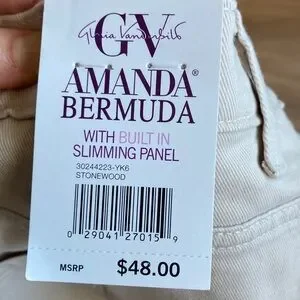 GV
Gloria Vanderbilt
AMANDA®
BERMUDA
WITH BUILT IN
SLIMMING PANEL
30244223-YK6
STONEWOOD
0 29041 27015 9
MSRP $48.00